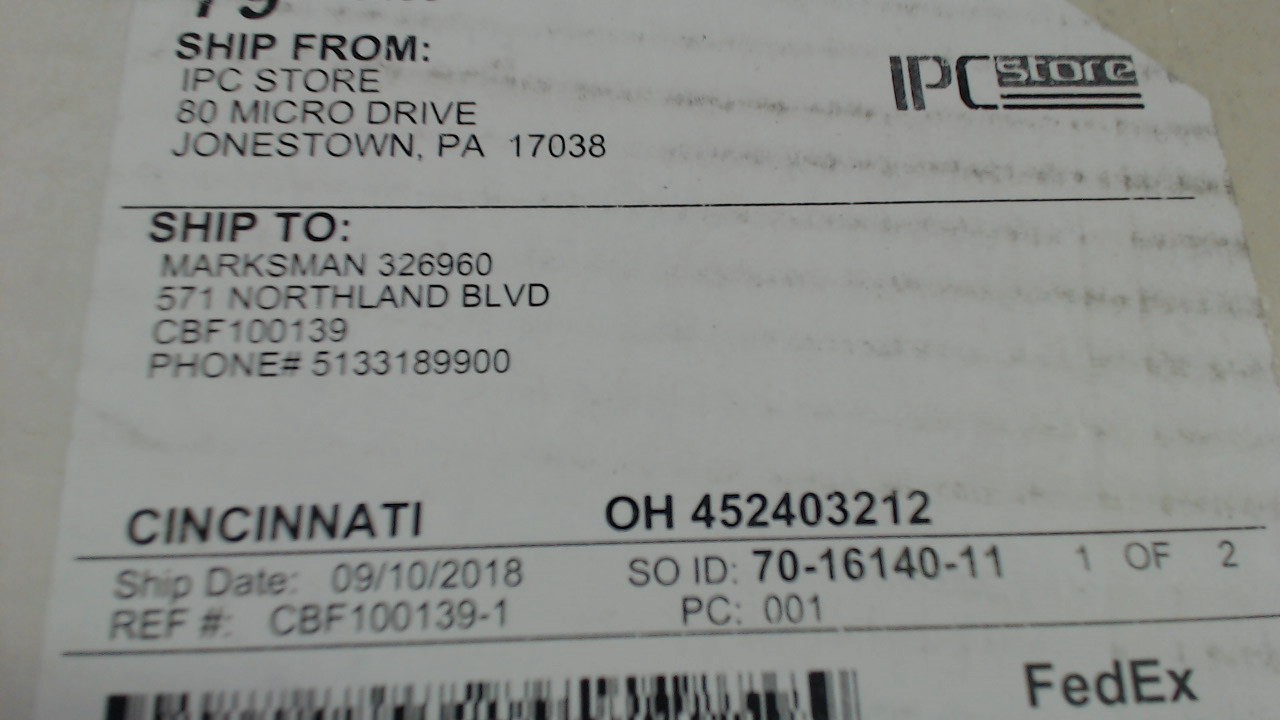 SHIP FROM:
IPC STORE
80 MICRO DRIVE
JONESTOWN, PA 17038
IPC store
SHIP TO:
MARKSMAN 326960
571 NORTHLAND BLVD
CBF100139
PHONE# 5133189900
CINCINNATI OH 452403212
Ship Date: 09/10/2018 SO ID: 70-16140-11 1 OF 2
REF #: CBF100139-1 PC: 001
FedEx